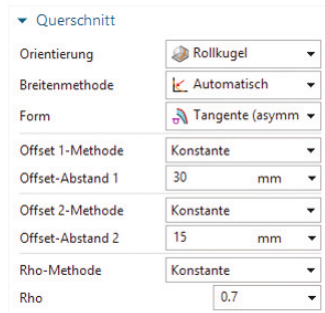 Querschnitt
Orientierung Rollkugel
Breitenmethode Automatisch
Form Tangente (asymm
Offset 1-Methode Konstante
Offset-Abstand 1 30 mm
Offset 2-Methode Konstante
Offset-Abstand 2 15 mm
Rho-Methode Konstante
Rho 0.7